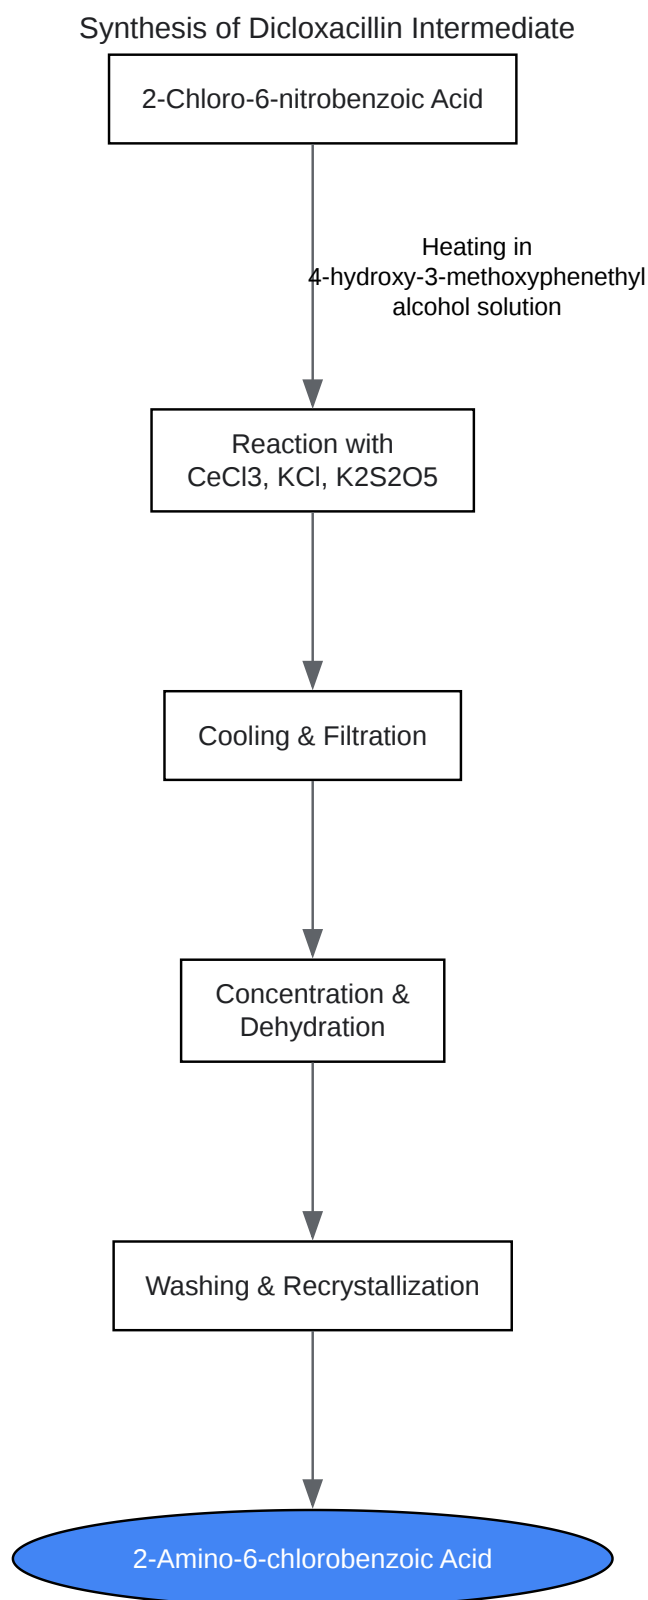 Synthesis of Dicloxacillin Intermediate
2-Chloro-6-nitrobenzoic Acid
Heating in
4-hydroxy-3-methoxyphenethyl
alcohol solution
Reaction with
CeCl3, KCl, K2S2O5
Cooling & Filtration
Concentration &
Dehydration
Washing & Recrystallization
2-Amino-6-chlorobenzoic Acid